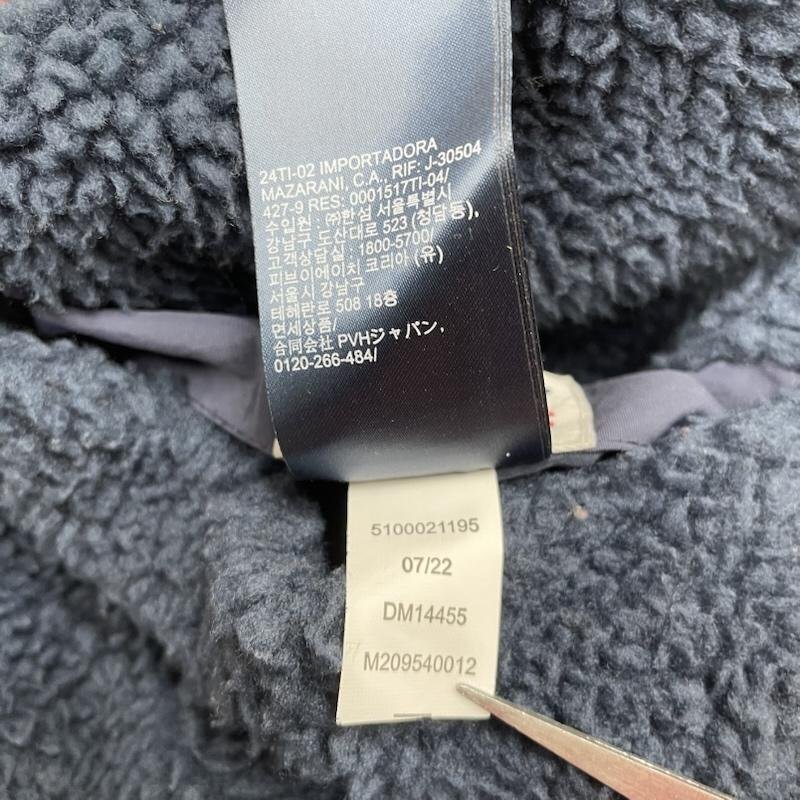 24TI-02 IMPORTADORA
MAZARANI, C.A., RIF: J-30504
427-9 RES: 0001517TI-04/
수입원 : ㈜한섬 서울특별시
강남구 도산대로 523 (청담동),
고객상담실 : 1800-5700/
피브이에이치 코리아 (유)
서울시 강남구
테헤란로 508 18층
면세상품/
合同会社 PVHジャパン,
0120-266-484/
5100021195
07/22
DM14455
M209540012